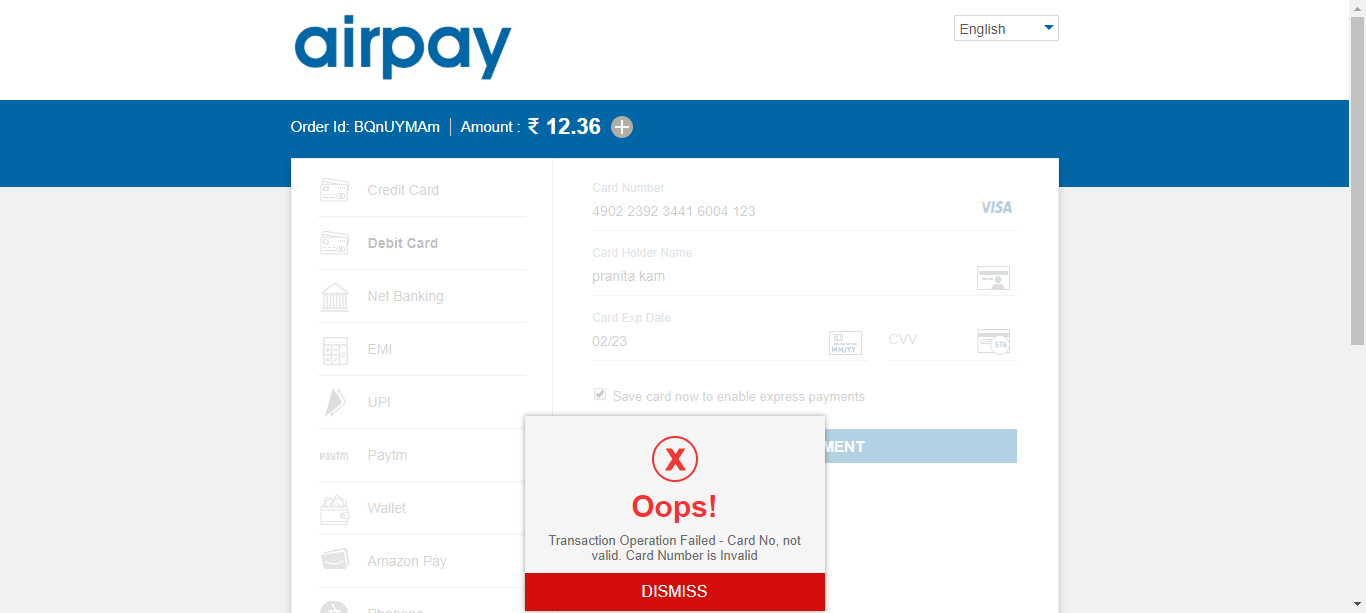 airpay
English
Order Id: BQnUYMAm | Amount : ₹ 12.36
Credit Card
Debit Card
Net Banking
EMI
UPI
Paytm
Paytm
Wallet
Amazon Pay
Phonepe
Card Number
4902 2392 3441 6004 123
VISA
Card Holder Name
pranita kam
Card Exp Date
02/23
MM/YY
CVV
576
Save card now to enable express payments
MENT
X
Oops!
Transaction Operation Failed - Card No, not
valid. Card Number is Invalid
DISMISS